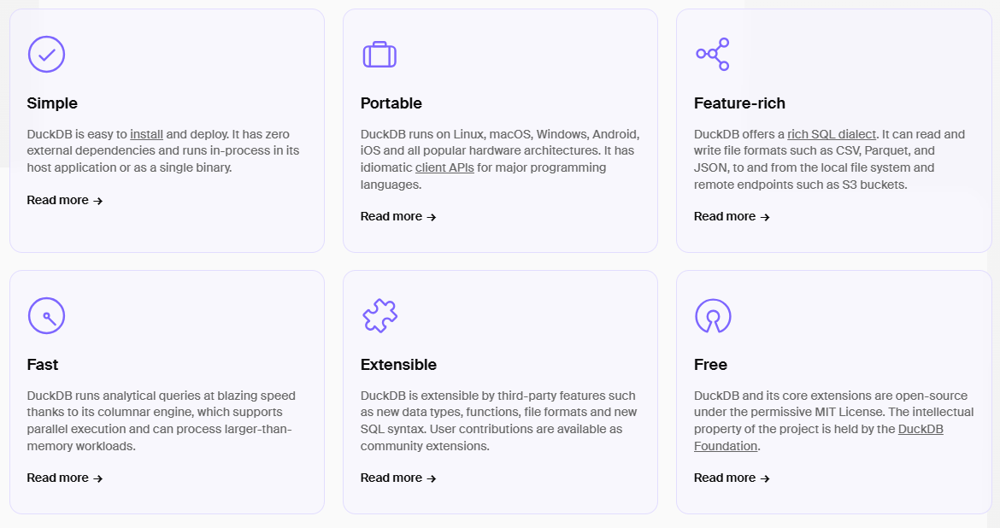 Simple
DuckDB is easy to install and deploy. It has zero
external dependencies and runs in-process in its
host application or as a single binary.
Read more →
Portable
DuckDB runs on Linux, macOS, Windows, Android,
iOS and all popular hardware architectures. It has
idiomatic client APIs for major programming
languages.
Read more →
Feature-rich
DuckDB offers a rich SQL dialect. It can read and
write file formats such as CSV, Parquet, and
JSON, to and from the local file system and
remote endpoints such as S3 buckets.
Read more →
Fast
DuckDB runs analytical queries at blazing speed
thanks to its columnar engine, which supports
parallel execution and can process larger-than-
memory workloads.
Read more →
Extensible
DuckDB is extensible by third-party features such
as new data types, functions, file formats and new
SQL syntax. User contributions are available as
community extensions.
Read more →
Free
DuckDB and its core extensions are open-source
under the permissive MIT License. The intellectual
property of the project is held by the DuckDB
Foundation.
Read more →